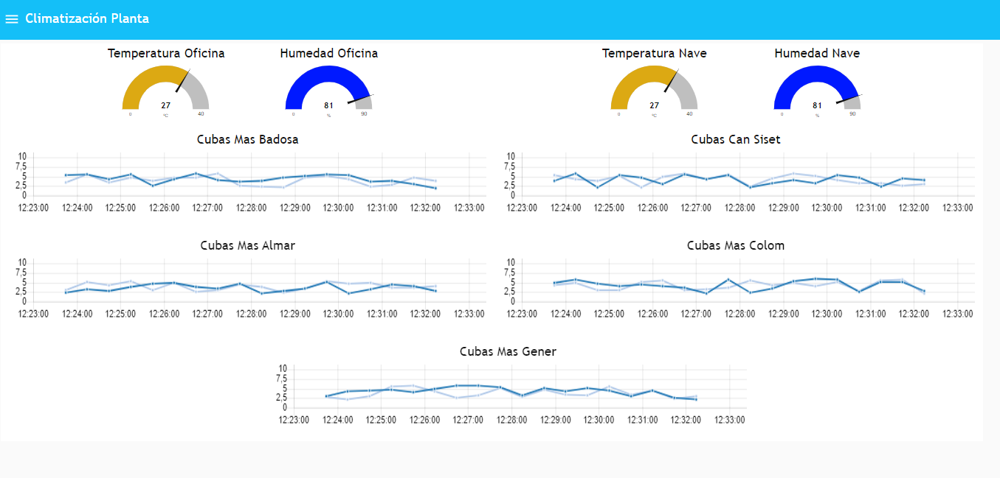 Climatización Planta
Temperatura Oficina
27
0 °C 40
Humedad Oficina
81
0 % 90
Temperatura Nave
27
0 °C 40
Humedad Nave
81
0 % 90
Cubas Mas Badosa
10
7,5
5
2,5
0
12:23:00 12:24:00 12:25:00 12:26:00 12:27:00 12:28:00 12:29:00 12:30:00 12:31:00 12:32:00 12:33:00
Cubas Can Siset
10
7,5
5
2,5
0
12:23:00 12:24:00 12:25:00 12:26:00 12:27:00 12:28:00 12:29:00 12:30:00 12:31:00 12:32:00 12:33:00
Cubas Mas Almar
10
7,5
5
2,5
0
12:23:00 12:24:00 12:25:00 12:26:00 12:27:00 12:28:00 12:29:00 12:30:00 12:31:00 12:32:00 12:33:00
Cubas Mas Colom
10
7,5
5
2,5
0
12:23:00 12:24:00 12:25:00 12:26:00 12:27:00 12:28:00 12:29:00 12:30:00 12:31:00 12:32:00 12:33:00
Cubas Mas Gener
10
7,5
5
2,5
0
12:23:00 12:24:00 12:25:00 12:26:00 12:27:00 12:28:00 12:29:00 12:30:00 12:31:00 12:32:00 12:33:00